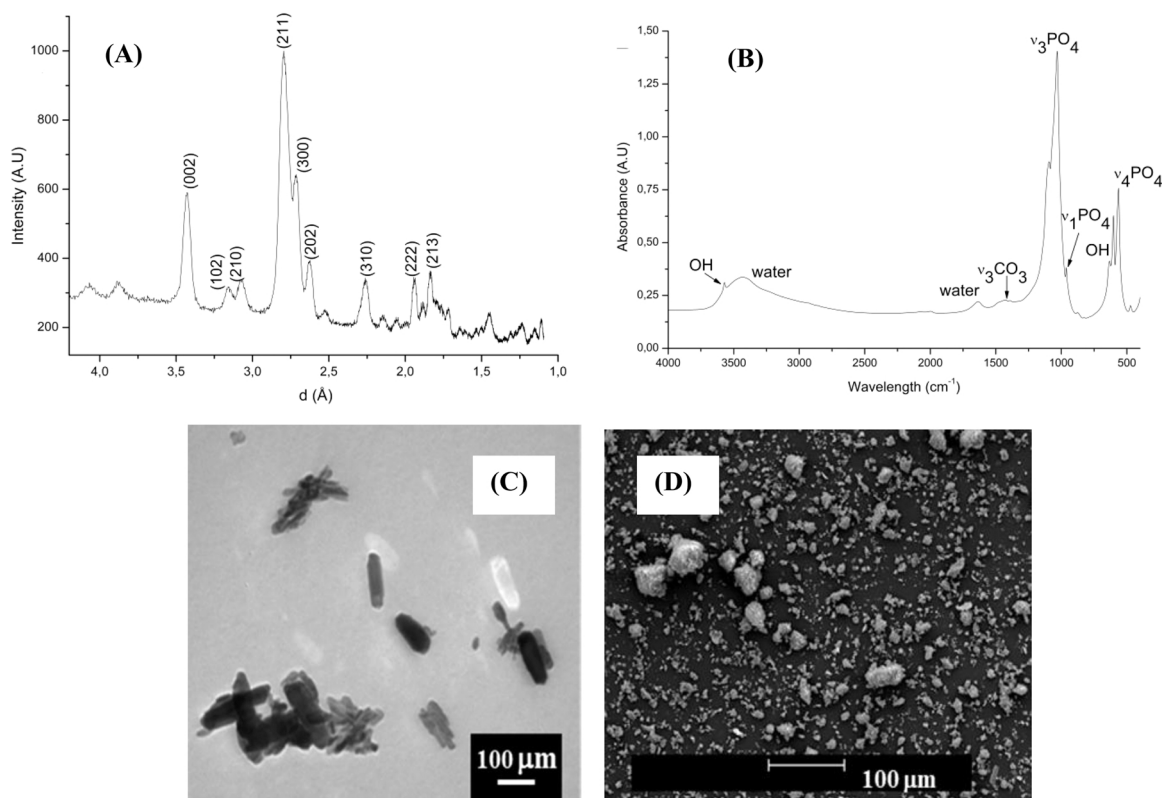 (A)
Intensity (A.U)
1000
800
600
400
200
(002)
(102)
(210)
(211)
(300)
(202)
(310)
(222)
(213)
4,0 3,5 3,0 2,5 2,0 1,5 1,0
d (Å)
(B)
Absorbance (A.U)
1,50
1,25
1,00
0,75
0,50
0,25
0,00
OH
water
water
ν3CO3
ν3PO4
ν1PO4
OH
ν4PO4
4000 3500 3000 2500 2000 1500 1000 500
Wavelength (cm-1)
(C)
100 µm
(D)
100 µm